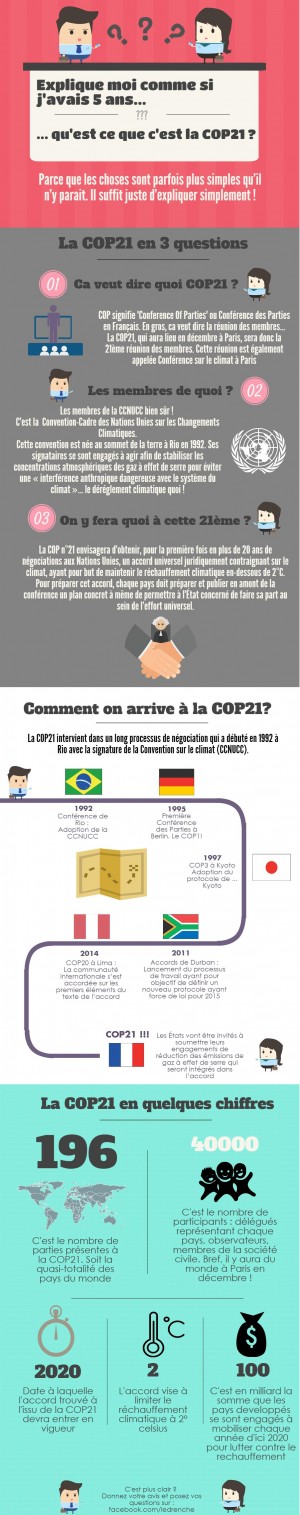 ? ? ?
Explique moi comme si
j'avais 5 ans...
???
... qu'est ce que c'est la COP21 ?
Parce que les choses sont parfois plus simples qu'il
n'y parait. Il suffit juste d'expliquer simplement !
La COP21 en 3 questions
01
Ca veut dire quoi COP21 ?
COP signifie 'Conference Of Parties' ou Conférence des Parties
en Français. En gros, ca veut dire la réunion des membres...
La COP21, qui aura lieu en décembre à Paris, sera donc la
21ème réunion des membres. Cette réunion est également
appelée Conférence sur le climat à Paris
Les membres de quoi ?
02
Les membres de la CCNUCC bien sûr !
C'est la Convention-Cadre des Nations Unies sur les Changements
Climatiques.
Cette convention est née au sommet de la terre à Rio en 1992. Ses
signataires se sont engagés à agir afin de stabiliser les
concentrations atmosphériques des gaz à effet de serre pour éviter
une « interférence anthropique dangereuse avec le système du
climat »... le dérèglement climatique quoi !
03
On y fera quoi à cette 21ème ?
La COP n°21 envisagera d'obtenir, pour la première fois en plus de 20 ans de
négociations aux Nations Unies, un accord universel juridiquement contraignant sur le
climat, ayant pour but de maintenir le réchauffement climatique en-dessous de 2°C.
Pour préparer cet accord, chaque pays doit préparer et publier en amont de la
conférence un plan concret à même de permettre à l'Etat concerné de faire sa part au
sein de l'effort universel.
Comment on arrive à la COP21?
La COP21 intervient dans un long processus de négociation qui a débuté en 1992 à
Rio avec la signature de la Convention sur le climat (CCNUCC).
1992
Conférence de
Rio :
Adoption de la
CCNUCC
1995
Première
Conférence
des Parties à
Berlin. Le COP1!
1997
COP3 à Kyoto
Adoption du
protocole de ...
Kyoto
2014
COP20 à Lima :
La communauté
internationale s'est
accordée sur les
premiers éléments du
texte de l'accord
2011
Accords de Durban :
Lancement du processus
de travail ayant pour
objectif de définir un
nouveau protocole ayant
force de loi pour 2015
COP21 !!!
Les États vont être invités à
soumettre leurs
engagements de
réduction des émissions de
gaz à effet de serre qui
seront intégrés dans
l'accord
La COP21 en quelques chiffres
196
C'est le nombre de
parties présentes à
la COP21. Soit la
quasi-totalité des
pays du monde
40000
C'est le nombre de
participants : délégués
représentant chaque
pays, observateurs,
membres de la société
civile. Bref, il y aura du
monde à Paris en
décembre !
2020
Date à laquelle
l'accord trouvé à
l'issu de la COP21
devra entrer en
vigueur
°C
2
L'accord vise à
limiter le
réchauffement
climatique à 2°
celsius
$
100
C'est en milliard la
somme que les
pays développés
se sont engagés à
mobiliser chaque
année d'ici 2020
pour lutter contre le
rechauffement
C'est plus clair ?
Donnez votre avis et posez vos
questions sur :
facebook.com/ledrenche